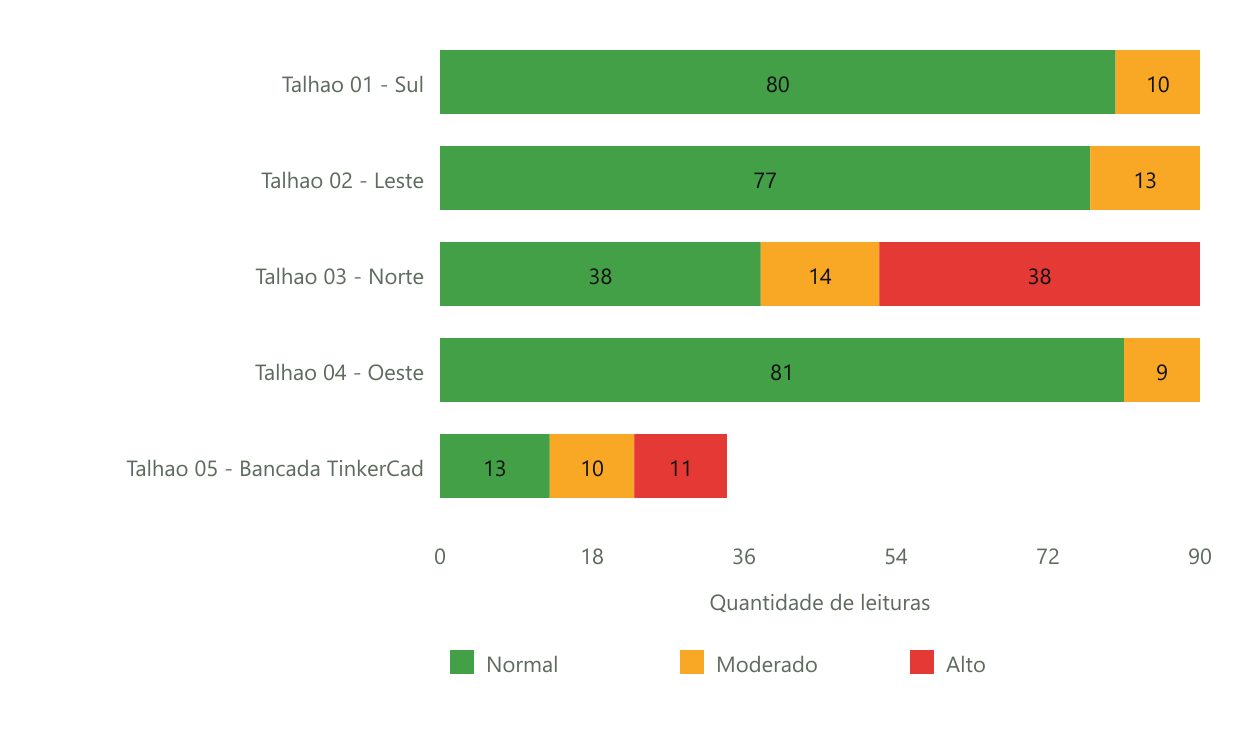 Talhao 01 - Sul 80 10
Talhao 02 - Leste 77 13
Talhao 03 - Norte 38 14 38
Talhao 04 - Oeste 81 9
Talhao 05 - Bancada TinkerCad 13 10 11
0 18 36 54 72 90
Quantidade de leituras
Normal Moderado Alto